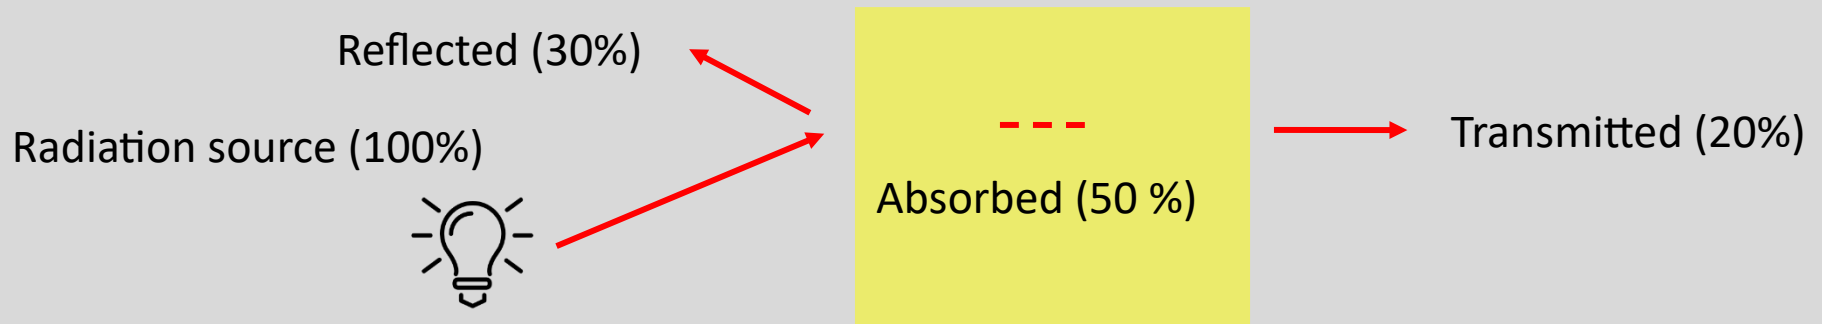 Reflected (30%)
Radiation source (100%)
Absorbed (50 %)
Transmitted (20%)